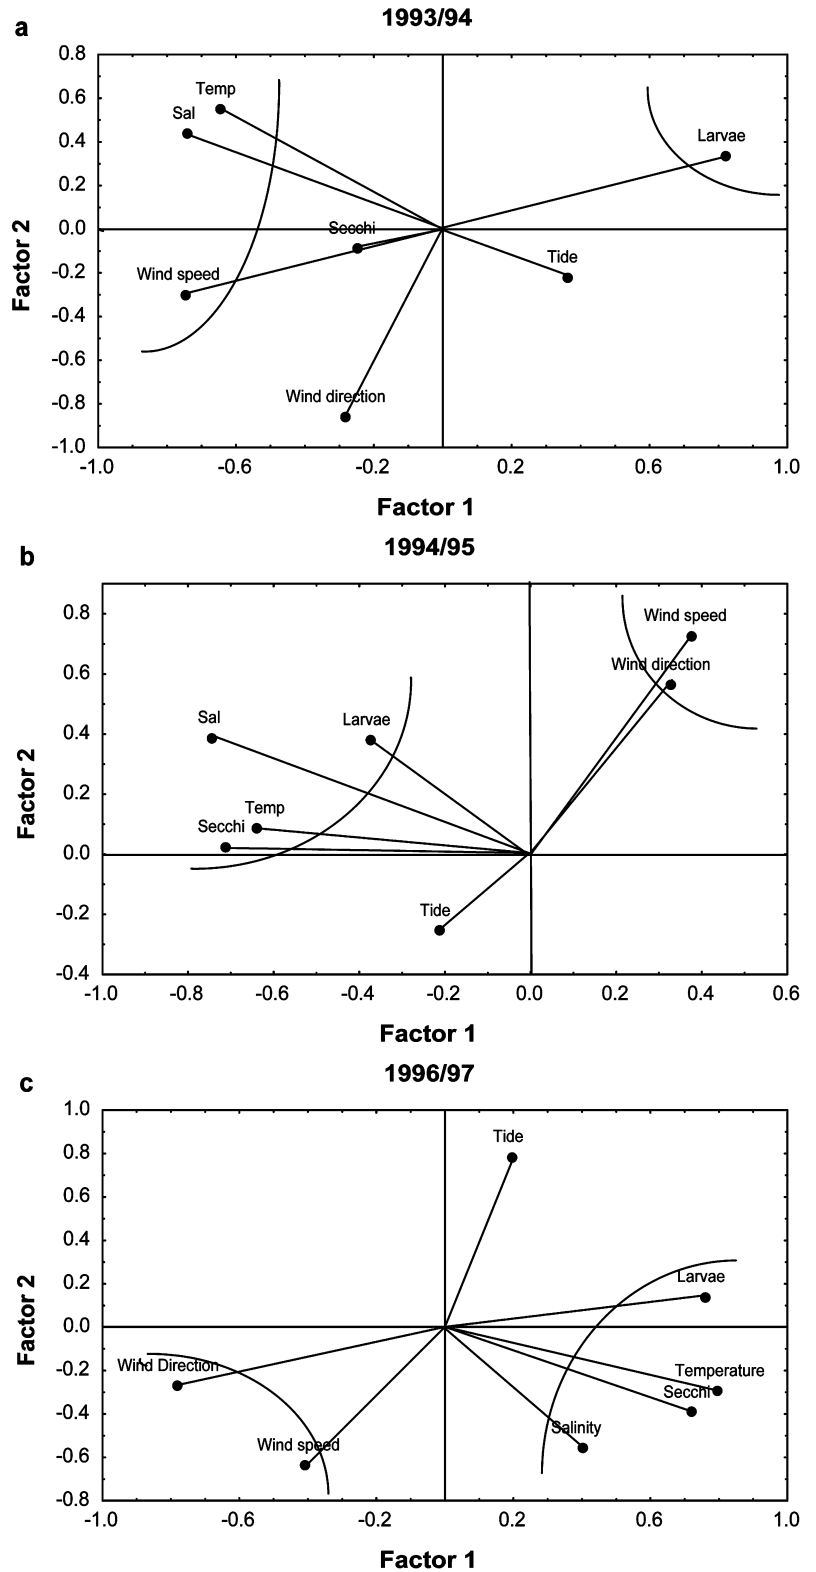 a
1993/94
0.8
Temp
0.6
Sal
0.4
Larvae
0.2
0.0
Secchi
Tide
-0.2
Wind speed
-0.4
-0.6
Wind direction
-0.8
-1.0
-1.0 -0.6 -0.2 0.2 0.6 1.0
Factor 2
Factor 1
b
1994/95
0.8
Wind speed
0.6
Wind direction
Sal
Larvae
0.4
0.2
Temp
Secchi
0.0
Tide
-0.2
-0.4
-1.0 -0.8 -0.6 -0.4 -0.2 0.0 0.2 0.4 0.6
Factor 2
Factor 1
c
1996/97
1.0
Tide
0.8
0.6
0.4
0.2
Larvae
0.0
-0.2
Wind Direction
Temperature
Secchi
-0.4
Salinity
Wind speed
-0.6
-0.8
-1.0 -0.6 -0.2 0.2 0.6 1.0
Factor 2
Factor 1